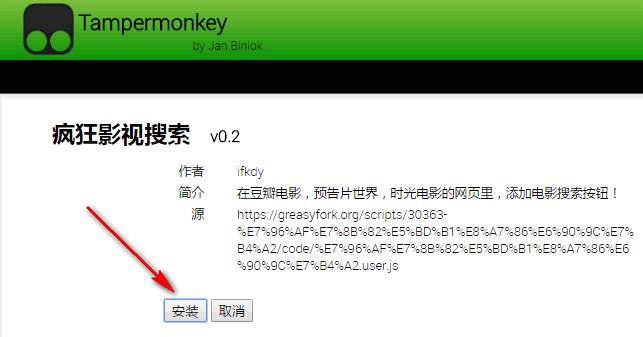 Tampermonkey
by Jan Biniok
疯狂影视搜索 v0.2
作者 ifkdy
简介 在豆瓣电影，预告片世界，时光电影的网页里，添加电影搜索按钮！
源 https://greasyfork.org/scripts/30363-
%E7%96%AF%E7%8B%82%E5%BD%B1%E8%A7%86%E6%90%9C%E7%
B4%A2/code/%E7%96%AF%E7%8B%82%E5%BD%B1%E8%A7%86%E6
%90%9C%E7%B4%A2.user.js
安装 取消